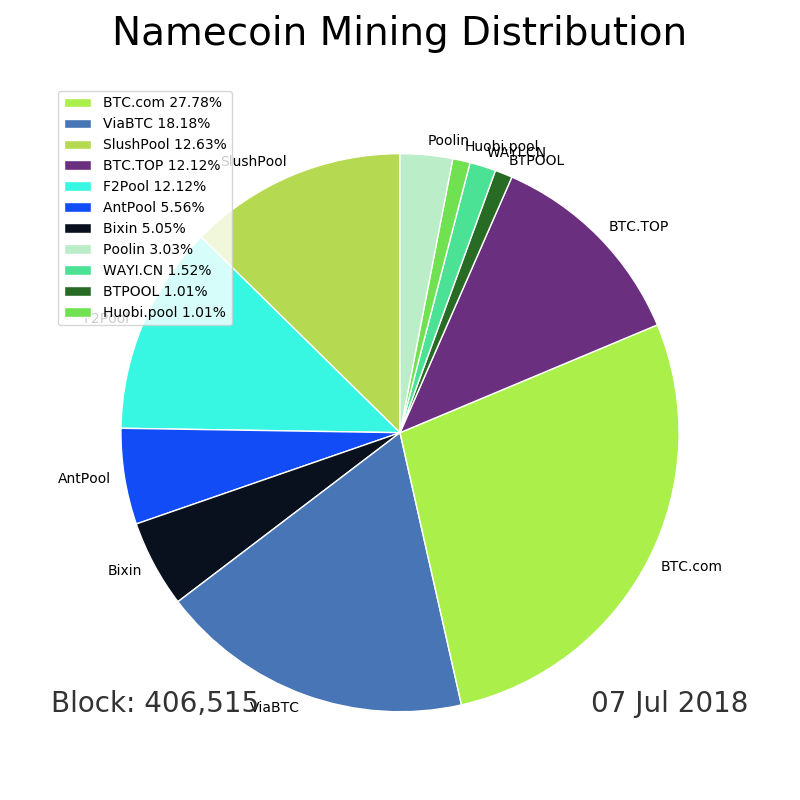 Namecoin Mining Distribution
BTC.com 27.78%
ViaBTC 18.18%
SlushPool 12.63%
BTC.TOP 12.12%
F2Pool 12.12%
AntPool 5.56%
Bixin 5.05%
Poolin 3.03%
WAYI.CN 1.52%
BTPOOL 1.01%
Huobi.pool 1.01%
Poolin
Huobi.pool
WAYI.CN
BTPOOL
SlushPool
BTC.TOP
F2Pool
AntPool
Bixin
BTC.com
ViaBTC
Block: 406,515
07 Jul 2018